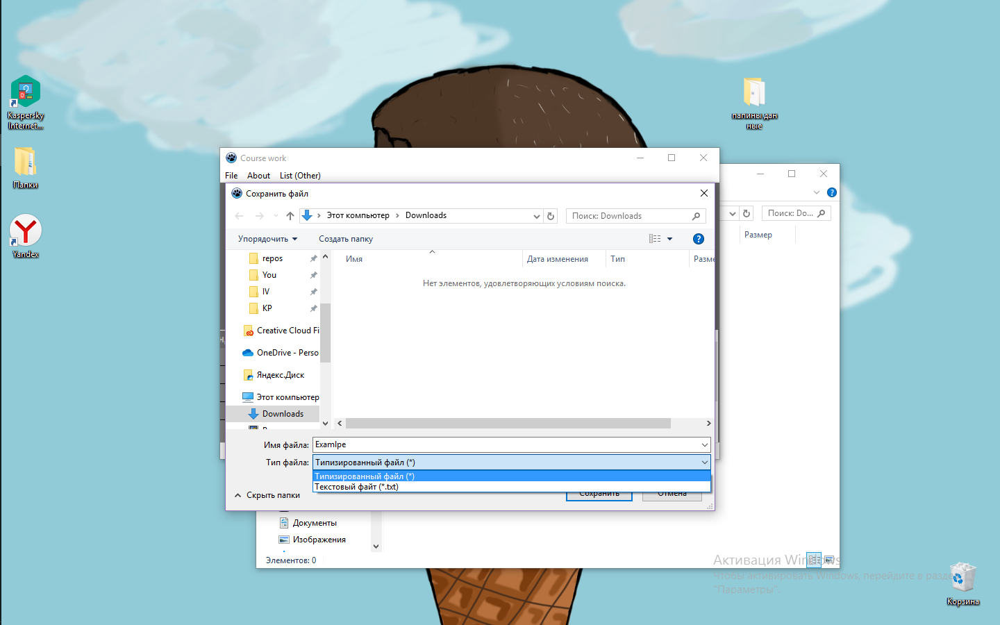 Kaspersky
Internet...
Папки
Yandex
папины дан
ные
Course work
File About List (Other)
Сохранить файл
Этот компьютер Downloads
Поиск: Downloads
Поиск: Do...
Упорядочить Создать папку
Размер
repos
You
IV
KP
Creative Cloud Fi
OneDrive - Perso
Яндекс.Диск
Этот компьютер
Downloads
Имя Дата изменения Тип Разме
Нет элементов, удовлетворяющих условиям поиска.
Имя файла: Examlpe
Тип файла: Типизированный файл (*)
Типизированный файл (*)
Текстовый файт (*.txt)
Скрыть папки
Сохранить Отмена
Документы
Изображения
Элементов: 0
Активация Windows
Чтобы активировать Windows, перейдите в разде
"Параметры".
Корзина